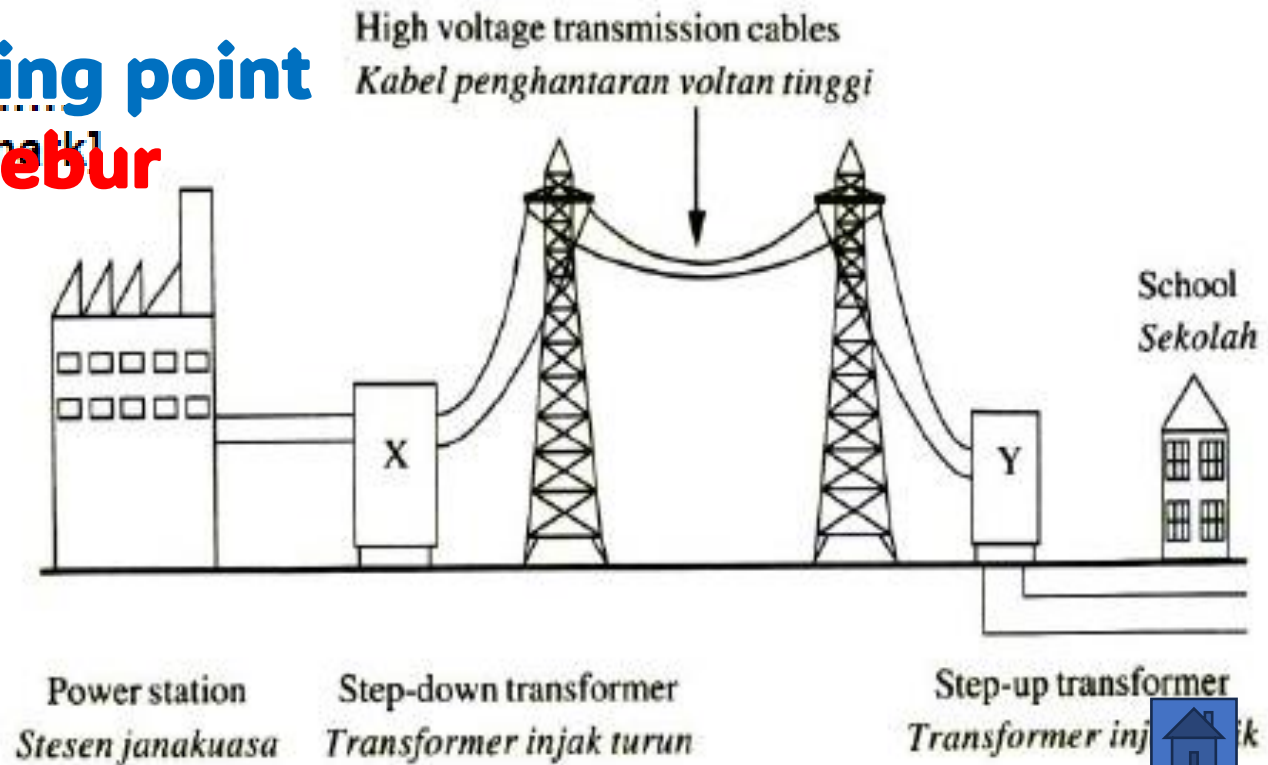 ing point
ebur
High voltage transmission cables
Kabel penghantaran voltan tinggi
School
Sekolah
X
Y
Power station
Stesen janakuasa
Step-down transformer
Transformer injak turun
Step-up transformer
Transformer